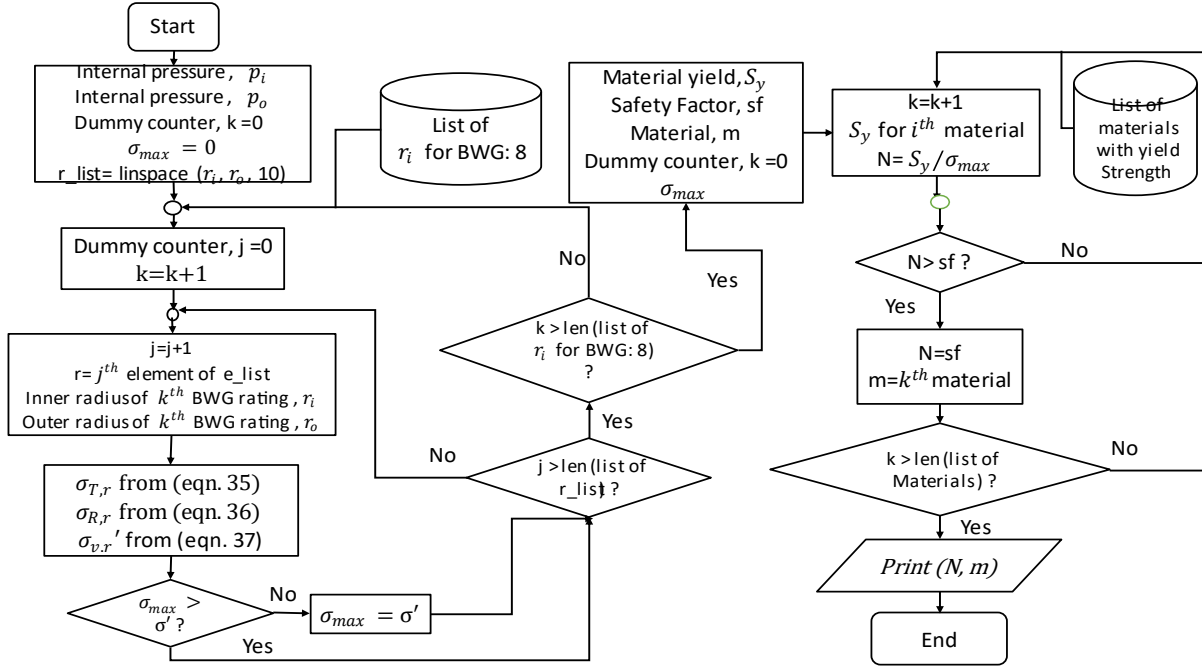 Start
Internal pressure , p_i
Internal pressure , p_o
Dummy counter, k =0
σ_max = 0
r_list= linspace (r_i, r_o, 10)
List of
r_i for BWG: 8
Dummy counter, j =0
k=k+1
j=j+1
r= j^th element of e_list
Inner radius of k^th BWG rating , r_i
Outer radius of k^th BWG rating , r_o
σ_T,r from (eqn. 35)
σ_R,r from (eqn. 36)
σ_v.r′ from (eqn. 37)
σ_max >
σ′ ?
No
Yes
σ_max = σ′
j >len(list of
r_list) ?
No
Yes
k >len(list of
r_i for BWG: 8)
?
No
Yes
Material yield, S_y
Safety Factor, sf
Material, m
Dummy counter, k =0
σ_max
k=k+1
S_y for i^th material
N= S_y/σ_max
List of
materials
with yield
Strength
N> sf ?
No
Yes
N=sf
m=k^th material
k >len(list of
Materials) ?
No
Yes
Print (N, m)
End